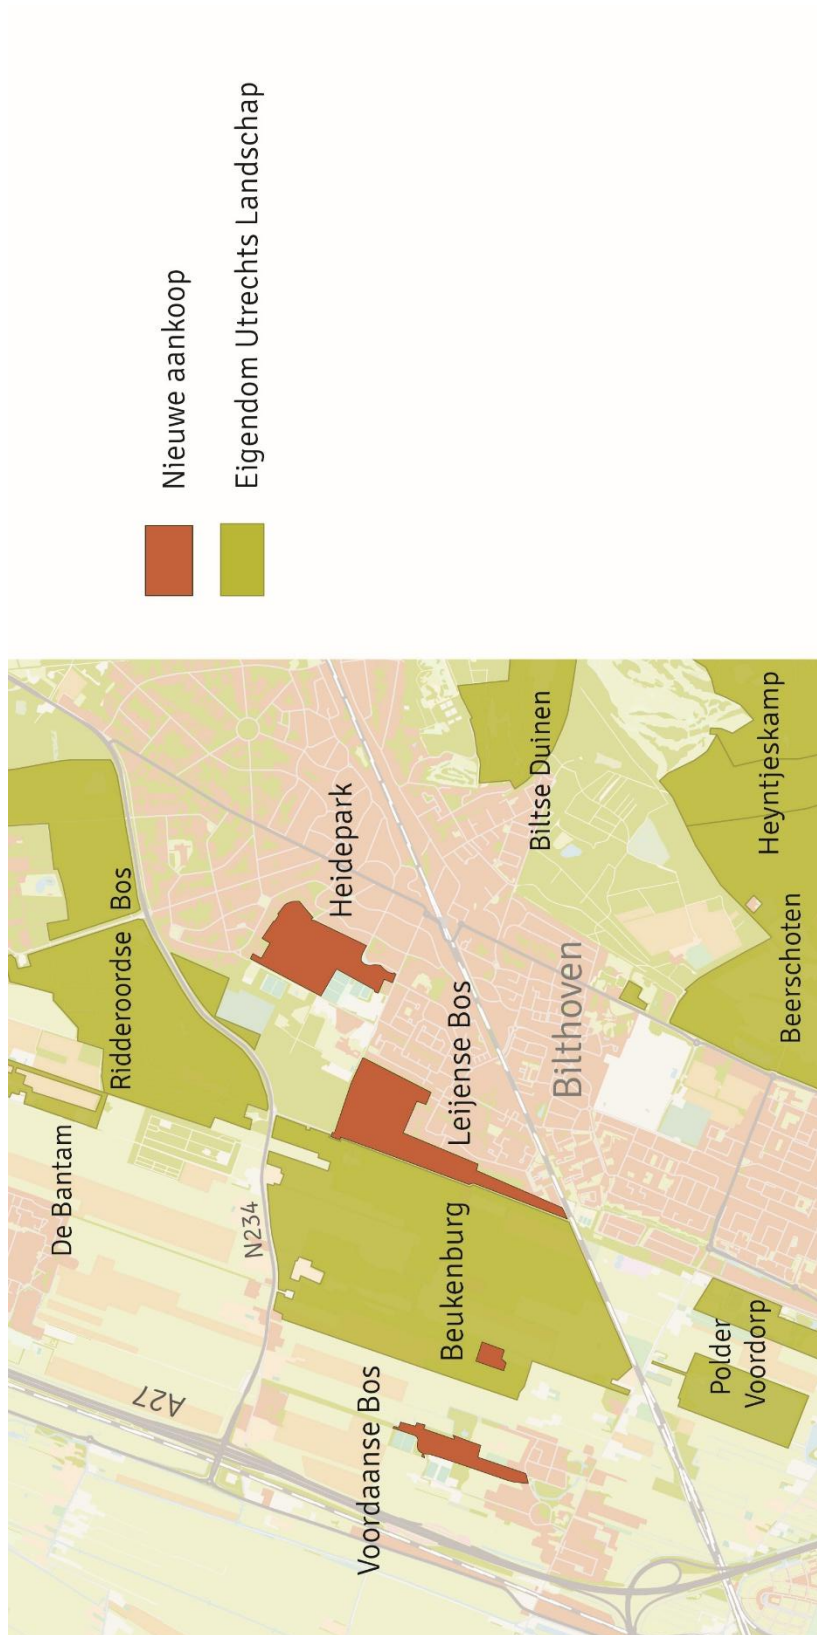 Nieuwe aankoop
Eigendom Utrechts Landschap
De Bantam
Ridderoordse Bos
N234
A27
Heidepark
Voordaanse Bos
Beukenburg
Leijense Bos
Biltse Duinen
Bilthoven
Polder
Voordorp
Beerschoten
Heyntjeskamp